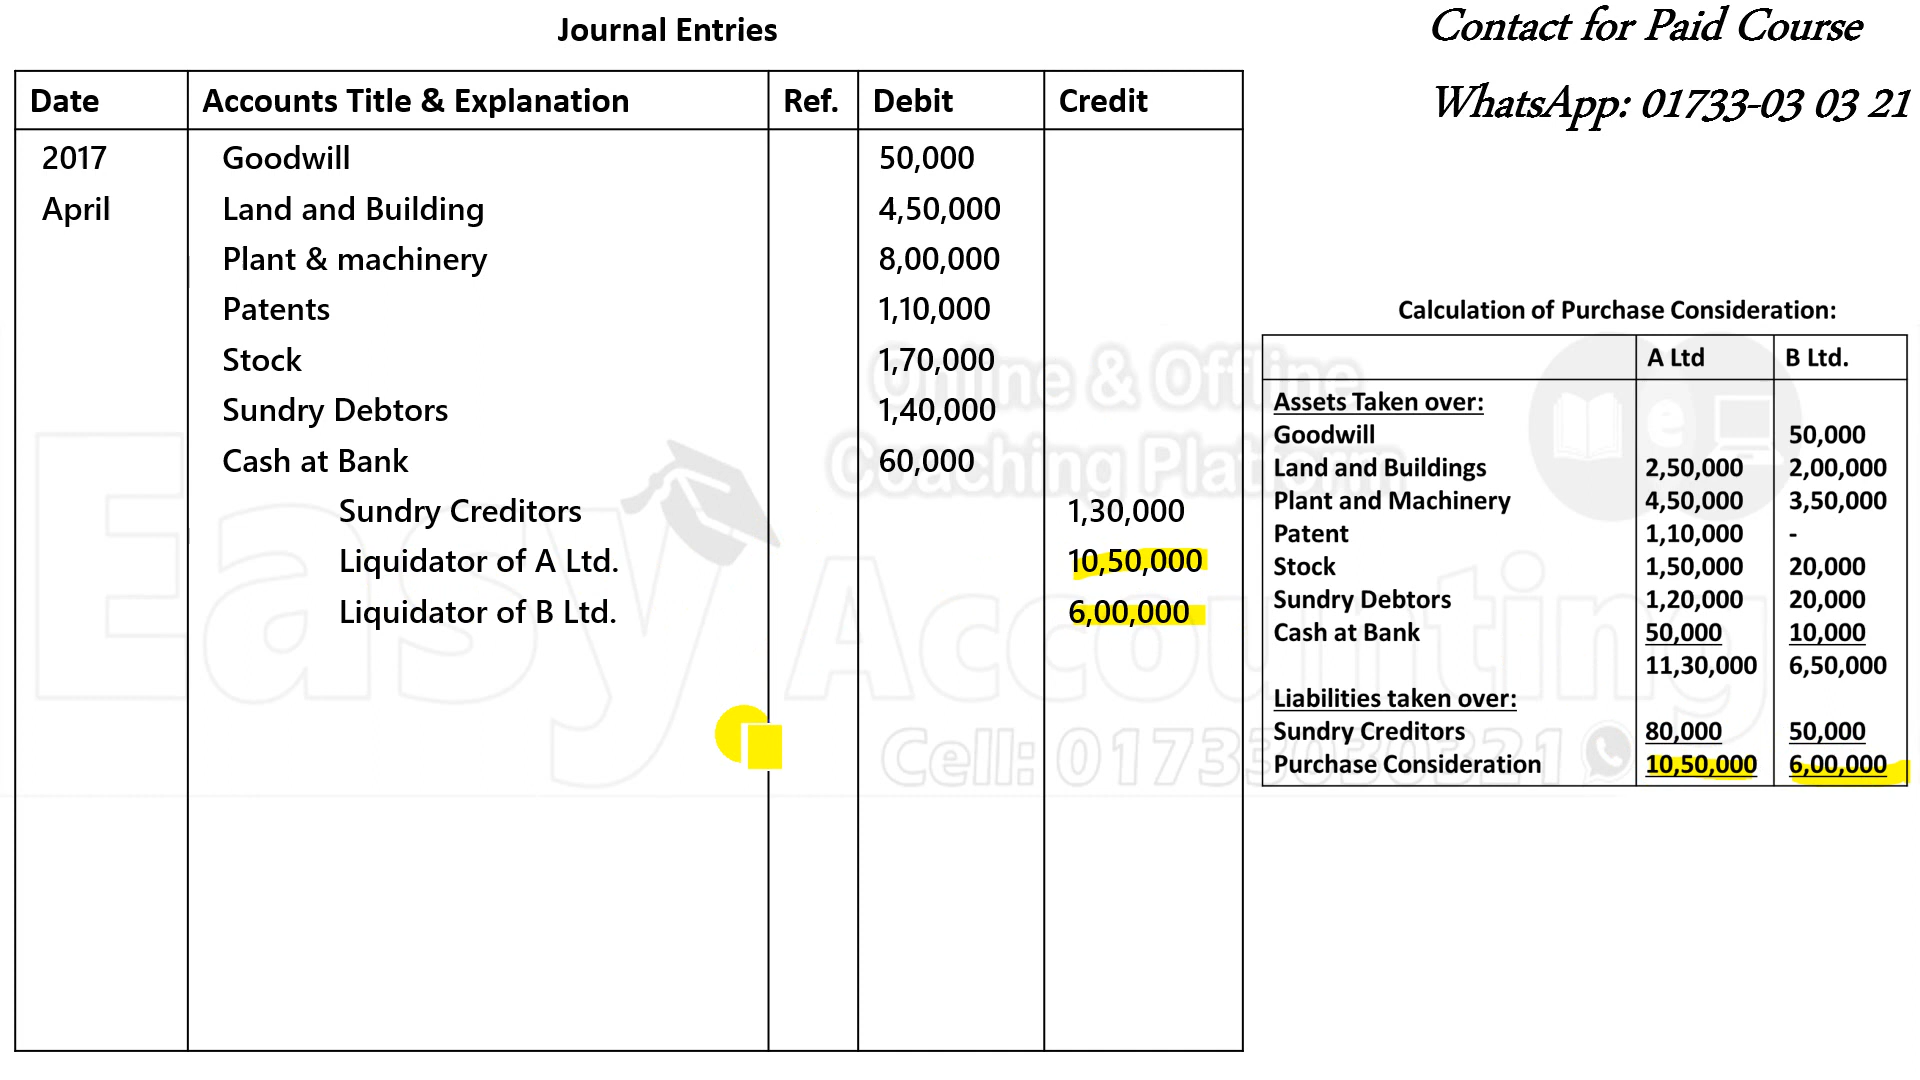 Journal Entries
Contact for Paid Course
WhatsApp: 01733-03 03 21
Date Accounts Title & Explanation Ref. Debit Credit
2017 Goodwill 50,000
April Land and Building 4,50,000
Plant & machinery 8,00,000
Patents 1,10,000
Stock 1,70,000
Sundry Debtors 1,40,000
Cash at Bank 60,000
Sundry Creditors 1,30,000
Liquidator of A Ltd. 10,50,000
Liquidator of B Ltd. 6,00,000
Calculation of Purchase Consideration:
A Ltd B Ltd.
Assets Taken over:
Goodwill 50,000
Land and Buildings 2,50,000 2,00,000
Plant and Machinery 4,50,000 3,50,000
Patent 1,10,000 -
Stock 1,50,000 20,000
Sundry Debtors 1,20,000 20,000
Cash at Bank 50,000 10,000
11,30,000 6,50,000
Liabilities taken over:
Sundry Creditors 80,000 50,000
Purchase Consideration 10,50,000 6,00,000
Online & Offline
Coaching Platform
Easy Accounting
Cell: 01733030321
e